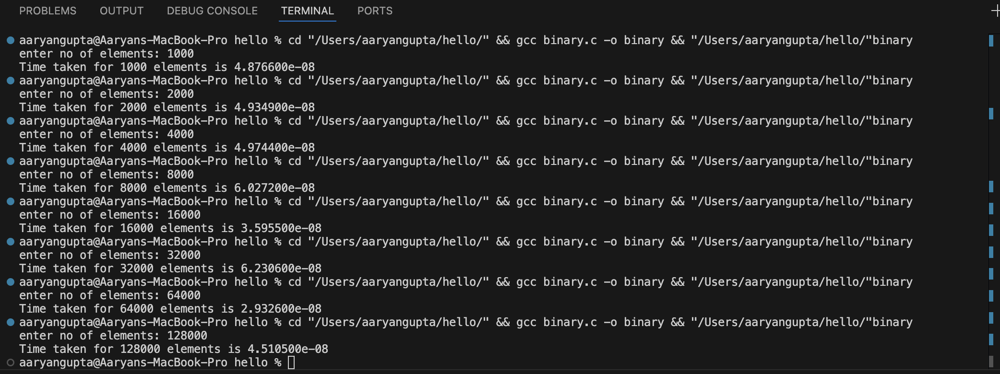 PROBLEMS OUTPUT DEBUG CONSOLE TERMINAL PORTS
aaryangupta@Aaryans-MacBook-Pro hello % cd "/Users/aaryangupta/hello/" && gcc binary.c -o binary && "/Users/aaryangupta/hello/"binary
enter no of elements: 1000
Time taken for 1000 elements is 4.876600e-08
aaryangupta@Aaryans-MacBook-Pro hello % cd "/Users/aaryangupta/hello/" && gcc binary.c -o binary && "/Users/aaryangupta/hello/"binary
enter no of elements: 2000
Time taken for 2000 elements is 4.934900e-08
aaryangupta@Aaryans-MacBook-Pro hello % cd "/Users/aaryangupta/hello/" && gcc binary.c -o binary && "/Users/aaryangupta/hello/"binary
enter no of elements: 4000
Time taken for 4000 elements is 4.974400e-08
aaryangupta@Aaryans-MacBook-Pro hello % cd "/Users/aaryangupta/hello/" && gcc binary.c -o binary && "/Users/aaryangupta/hello/"binary
enter no of elements: 8000
Time taken for 8000 elements is 6.027200e-08
aaryangupta@Aaryans-MacBook-Pro hello % cd "/Users/aaryangupta/hello/" && gcc binary.c -o binary && "/Users/aaryangupta/hello/"binary
enter no of elements: 16000
Time taken for 16000 elements is 3.595500e-08
aaryangupta@Aaryans-MacBook-Pro hello % cd "/Users/aaryangupta/hello/" && gcc binary.c -o binary && "/Users/aaryangupta/hello/"binary
enter no of elements: 32000
Time taken for 32000 elements is 6.230600e-08
aaryangupta@Aaryans-MacBook-Pro hello % cd "/Users/aaryangupta/hello/" && gcc binary.c -o binary && "/Users/aaryangupta/hello/"binary
enter no of elements: 64000
Time taken for 64000 elements is 2.932600e-08
aaryangupta@Aaryans-MacBook-Pro hello % cd "/Users/aaryangupta/hello/" && gcc binary.c -o binary && "/Users/aaryangupta/hello/"binary
enter no of elements: 128000
Time taken for 128000 elements is 4.510500e-08
aaryangupta@Aaryans-MacBook-Pro hello %